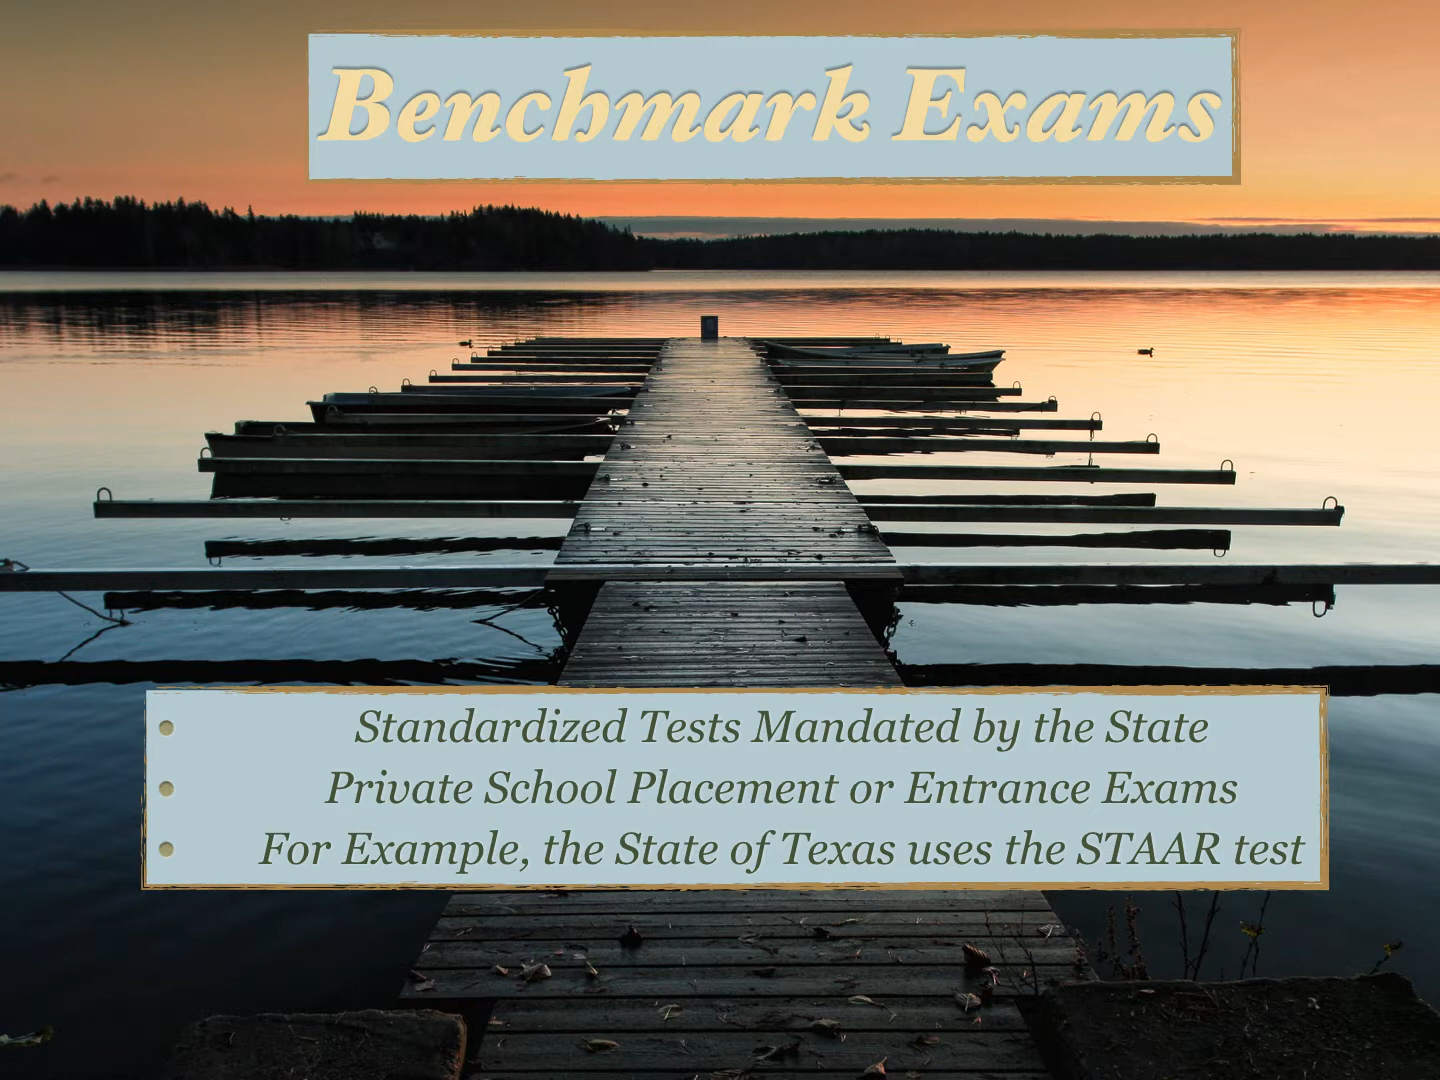 Benchmark Exams
• Standardized Tests Mandated by the State
• Private School Placement or Entrance Exams
• For Example, the State of Texas uses the STAAR test